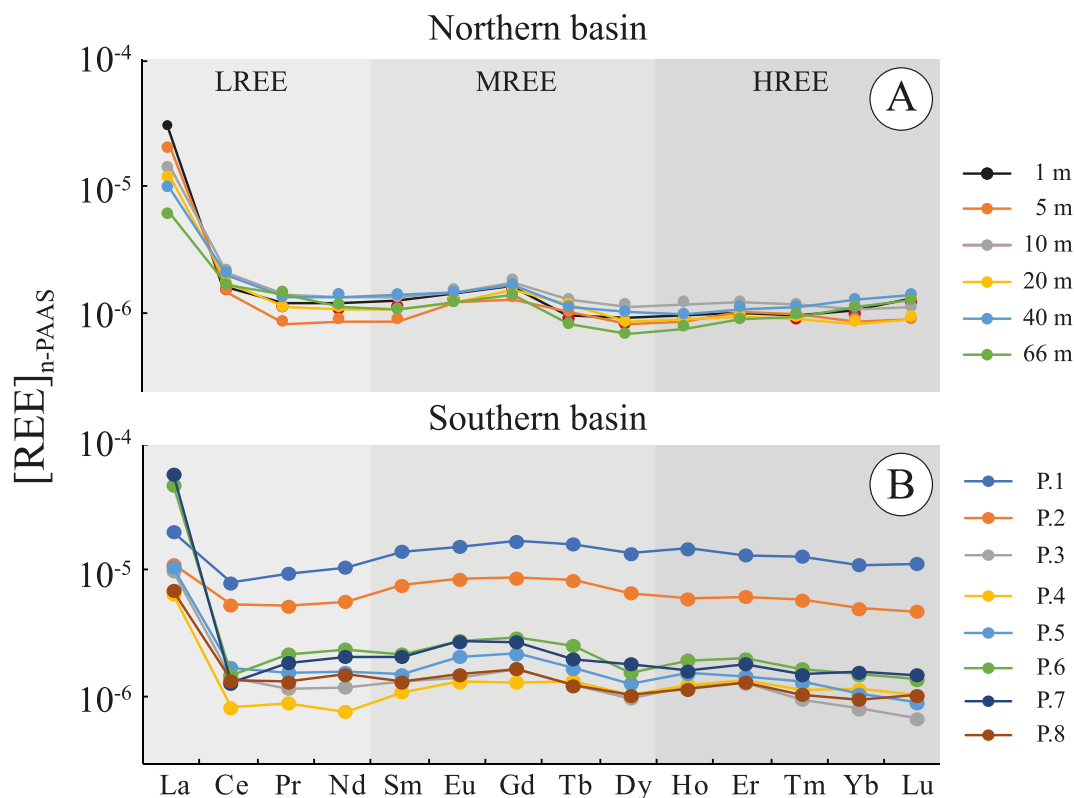 Northern basin
10-4
LREE MREE HREE
A
10-5
10-6
1 m
5 m
10 m
20 m
40 m
66 m
[REE]n-PAAS
Southern basin
10-4
B
10-5
10-6
P.1
P.2
P.3
P.4
P.5
P.6
P.7
P.8
La Ce Pr Nd Sm Eu Gd Tb Dy Ho Er Tm Yb Lu